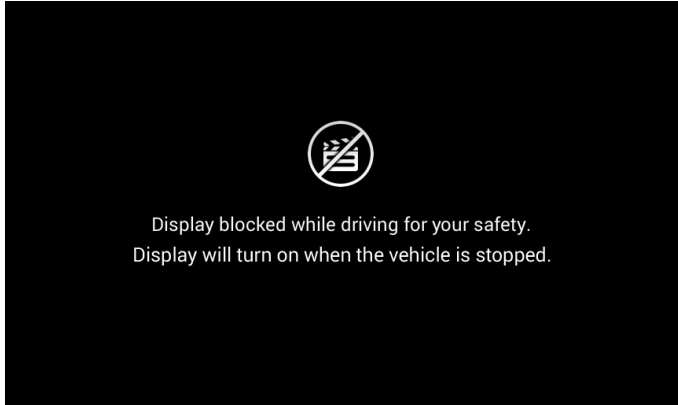 Display blocked while driving for your safety.
Display will turn on when the vehicle is stopped.